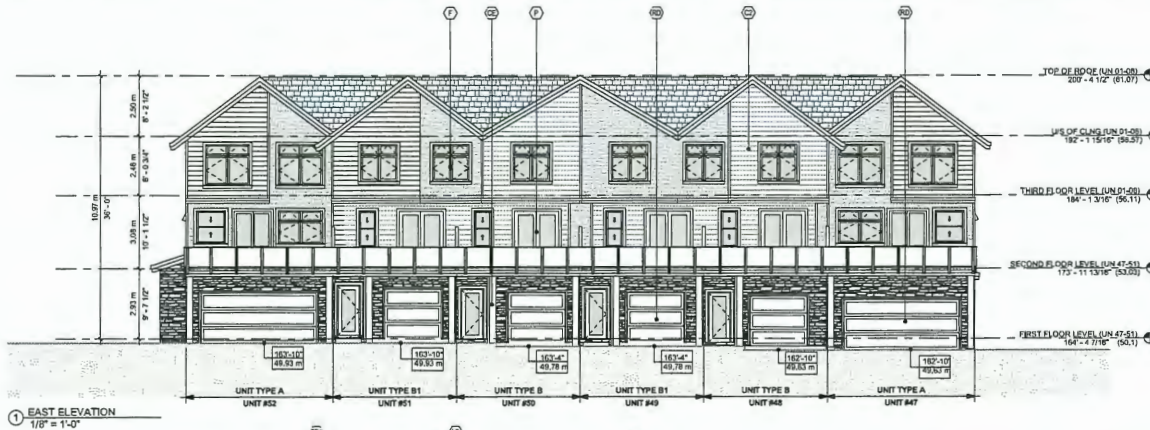 F CE P RD C2 RD
TOP OF ROOF (UN 01-06)
200' - 4 1/2" (61.07)
2.50 m
8' - 2 1/2"
U/S OF CLNG (UN 01-06)
192' - 1 15/16" (58.57)
2.46 m
8' - 0 3/4"
10.97 m
36' - 0"
THIRD FLOOR LEVEL (UN 01-06)
184' - 1 3/16" (56.11)
3.08 m
10' - 1 1/2"
SECOND FLOOR LEVEL (UN 47-51)
173' - 11 13/16" (53.03)
2.93 m
9' - 7 1/2"
FIRST FLOOR LEVEL (UN 47-51)
164' - 4 7/16" (50.1)
163'-10" 163'-10" 163'-4" 163'-4" 162'-10" 162'-10"
49.93 m 49.93 m 49.78 m 49.78 m 49.63 m 49.63 m
UNIT TYPE A UNIT TYPE B1 UNIT TYPE B UNIT TYPE B1 UNIT TYPE B UNIT TYPE A
UNIT #52 UNIT #51 UNIT #50 UNIT #49 UNIT #48 UNIT #47
1 EAST ELEVATION
1/8" = 1'-0"